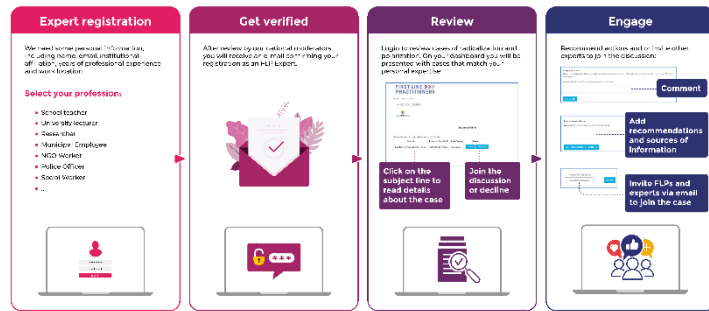 Expert registration
We need some personal information,
including name, email, institutional
affiliation, years of professional experience
and work location
Select your profession:
• School teacher
• University lecturer
• Researcher
• Municipal Employee
• NGO Worker
• Police Officer
• Social Worker
• ..
Get verified
After review by our national moderators,
you will receive an e-mail confirming your
registration as an FLP Expert.
Review
Login to review cases of radicalization and
polarization. On your dashboard you will be
presented with cases that match your
personal expertise
FIRST LINE
PRACTITIONERS
Click on the
subject line to
read details
about the case
Join the
discussion
or decline
Engage
Recommend actions and or invite other
experts to join the discussion:
Comment
Add
recommendations
and sources of
information
Invite FLPs and
experts via email
to join the case